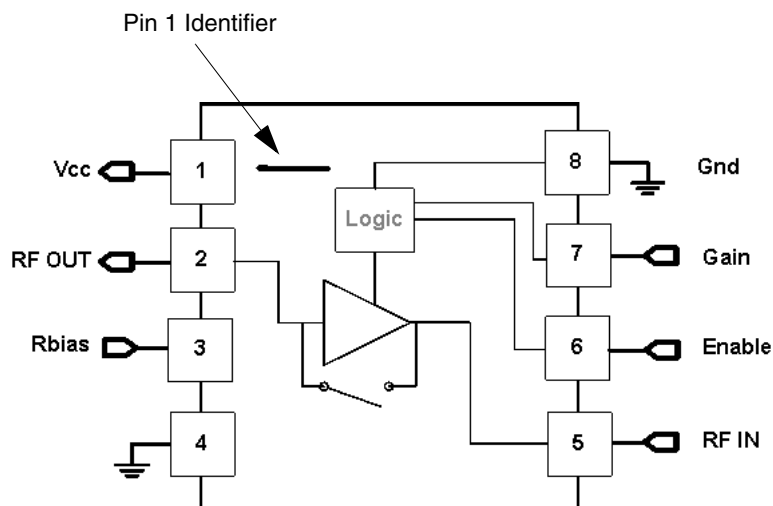 Pin 1 Identifier
Vcc
1
8
Gnd
Logic
RF OUT
2
7
Gain
Rbias
3
6
Enable
4
5
RF IN